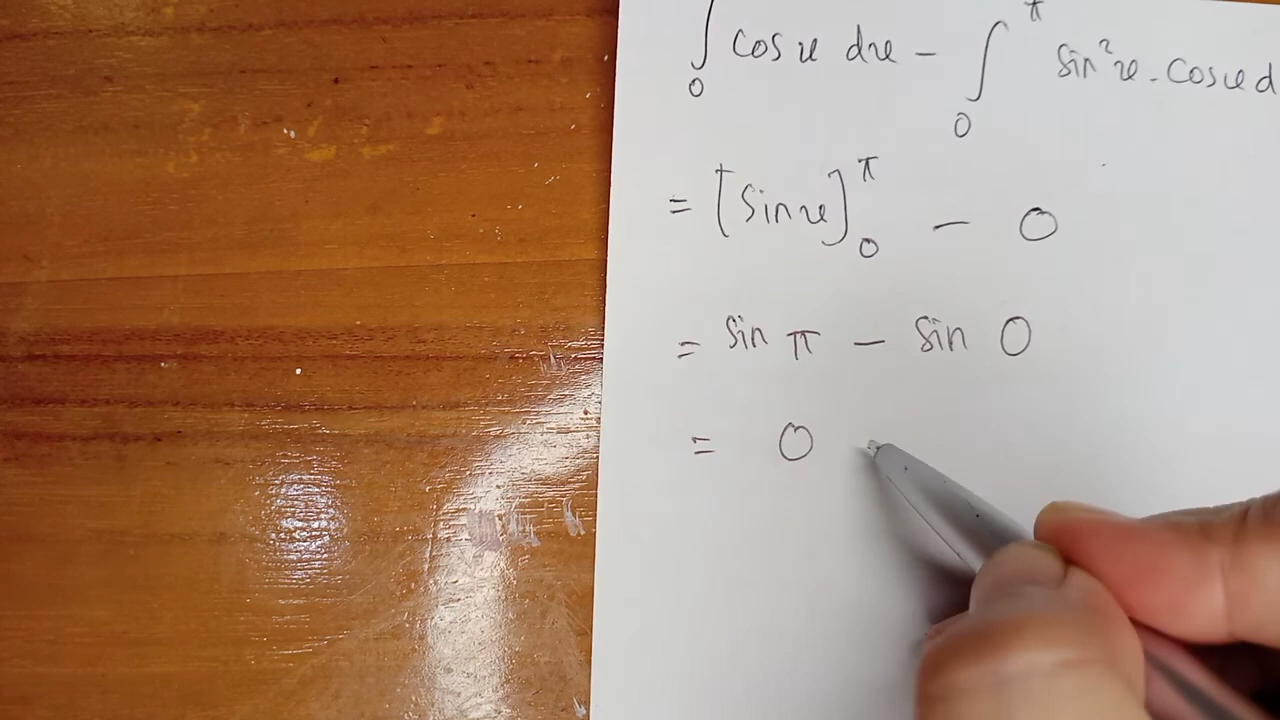 ∫₀ cos x dx − ∫₀^π sin²x . cos x d
= [sin x]₀^π − 0
= sin π − sin 0
= 0